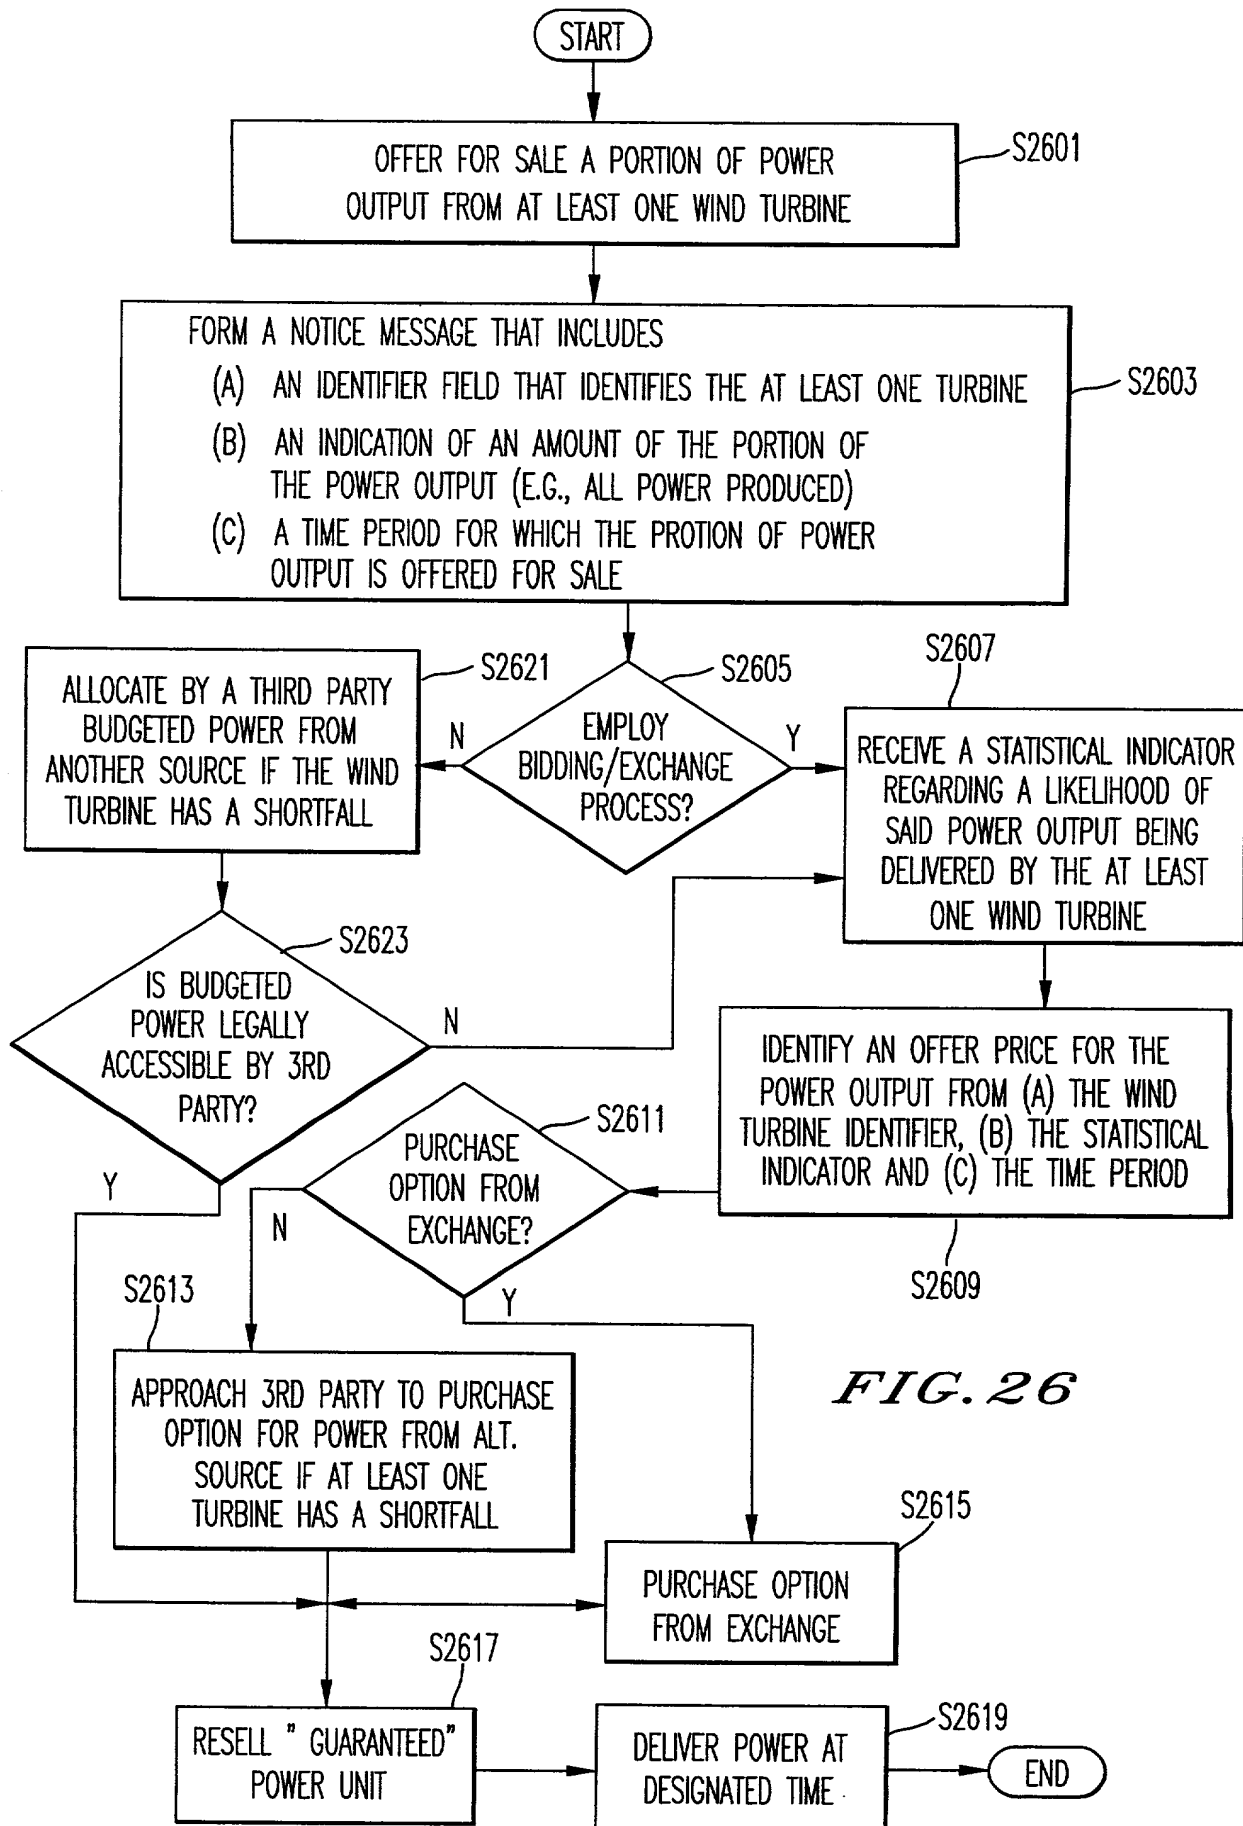 START
OFFER FOR SALE A PORTION OF POWER
OUTPUT FROM AT LEAST ONE WIND TURBINE
S2601
FORM A NOTICE MESSAGE THAT INCLUDES
(A) AN IDENTIFIER FIELD THAT IDENTIFIES THE AT LEAST ONE TURBINE
(B) AN INDICATION OF AN AMOUNT OF THE PORTION OF
THE POWER OUTPUT (E.G., ALL POWER PRODUCED)
(C) A TIME PERIOD FOR WHICH THE PROTION OF POWER
OUTPUT IS OFFERED FOR SALE
S2603
S2621
ALLOCATE BY A THIRD PARTY
BUDGETED POWER FROM
ANOTHER SOURCE IF THE WIND
TURBINE HAS A SHORTFALL
S2605
EMPLOY
BIDDING/EXCHANGE
PROCESS?
N
Y
S2607
RECEIVE A STATISTICAL INDICATOR
REGARDING A LIKELIHOOD OF
SAID POWER OUTPUT BEING
DELIVERED BY THE AT LEAST
ONE WIND TURBINE
S2623
IS BUDGETED
POWER LEGALLY
ACCESSIBLE BY 3RD
PARTY?
N
Y
IDENTIFY AN OFFER PRICE FOR THE
POWER OUTPUT FROM (A) THE WIND
TURBINE IDENTIFIER, (B) THE STATISTICAL
INDICATOR AND (C) THE TIME PERIOD
S2609
S2611
PURCHASE
OPTION FROM
EXCHANGE?
N
Y
S2613
APPROACH 3RD PARTY TO PURCHASE
OPTION FOR POWER FROM ALT.
SOURCE IF AT LEAST ONE
TURBINE HAS A SHORTFALL
FIG. 26
S2615
PURCHASE OPTION
FROM EXCHANGE
S2617
RESELL " GUARANTEED"
POWER UNIT
S2619
DELIVER POWER AT
DESIGNATED TIME
END